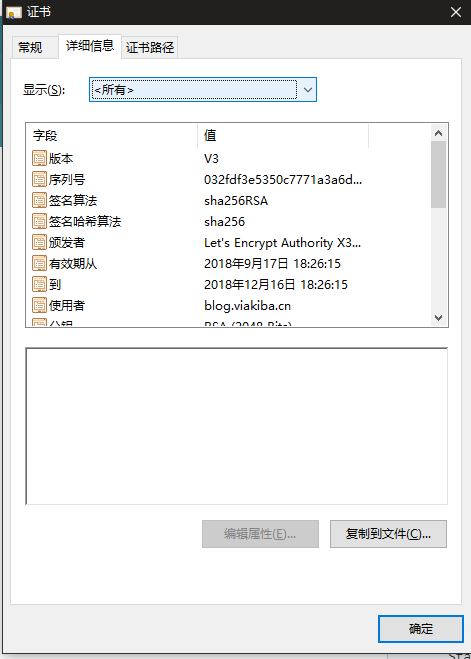 证书
常规 详细信息 证书路径
显示(S): <所有>
字段 值
版本 V3
序列号 032fdf3e5350c7771a3a6d...
签名算法 sha256RSA
签名哈希算法 sha256
颁发者 Let's Encrypt Authority X3...
有效期从 2018年9月17日 18:26:15
到 2018年12月16日 18:26:15
使用者 blog.viakiba.cn
公钥 RSA (2048 Bits)
编辑属性(E)... 复制到文件(C)...
确定